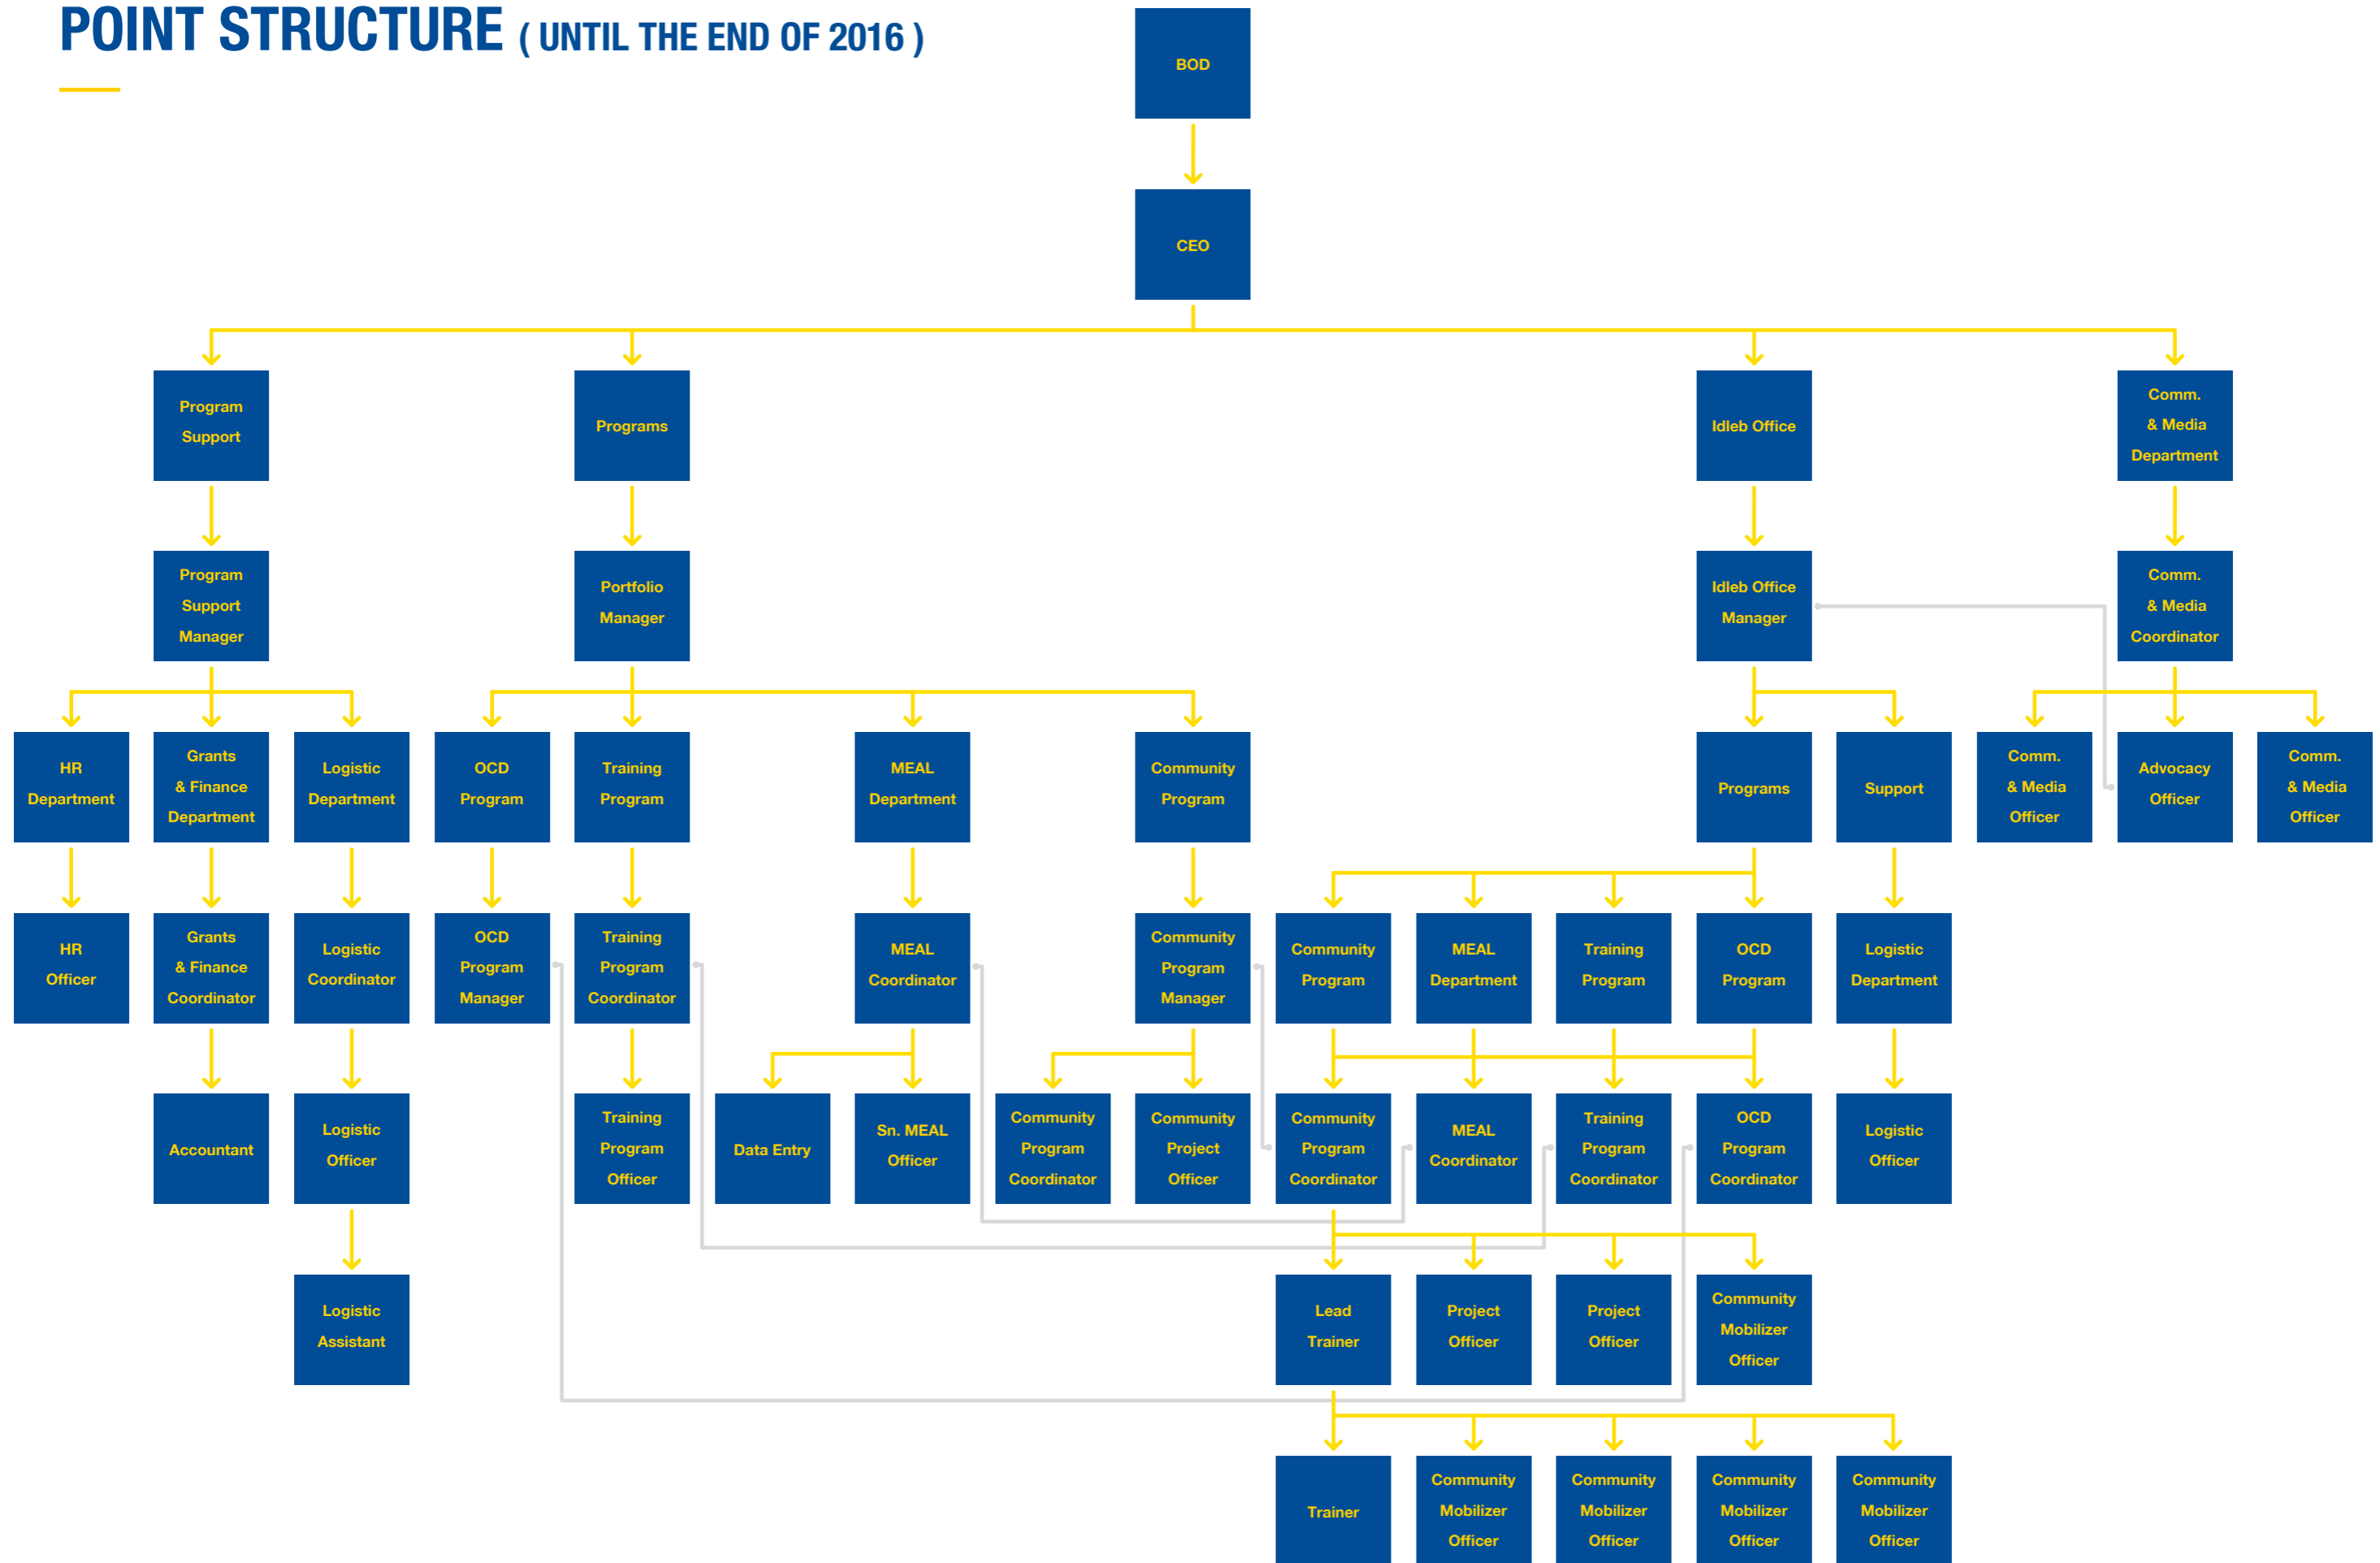 POINT STRUCTURE ( UNTIL THE END OF 2016 )
BOD
CEO
Program
Support
Programs
Idleb Office
Comm.
& Media
Department
Program
Support
Manager
Portfolio
Manager
Idleb Office
Manager
Comm.
& Media
Coordinator
HR
Department
Grants
& Finance
Department
Logistic
Department
OCD
Program
Training
Program
MEAL
Department
Community
Program
Programs
Support
Comm.
& Media
Officer
Advocacy
Officer
Comm.
& Media
Officer
HR
Officer
Grants
& Finance
Coordinator
Logistic
Coordinator
OCD
Program
Manager
Training
Program
Coordinator
MEAL
Coordinator
Community
Program
Manager
Community
Program
MEAL
Department
Training
Program
OCD
Program
Logistic
Department
Accountant
Logistic
Officer
Training
Program
Officer
Data Entry
Sn. MEAL
Officer
Community
Program
Coordinator
Community
Project
Officer
Community
Program
Coordinator
MEAL
Coordinator
Training
Program
Coordinator
OCD
Program
Coordinator
Logistic
Officer
Logistic
Assistant
Lead
Trainer
Project
Officer
Project
Officer
Community
Mobilizer
Officer
Trainer
Community
Mobilizer
Officer
Community
Mobilizer
Officer
Community
Mobilizer
Officer
Community
Mobilizer
Officer